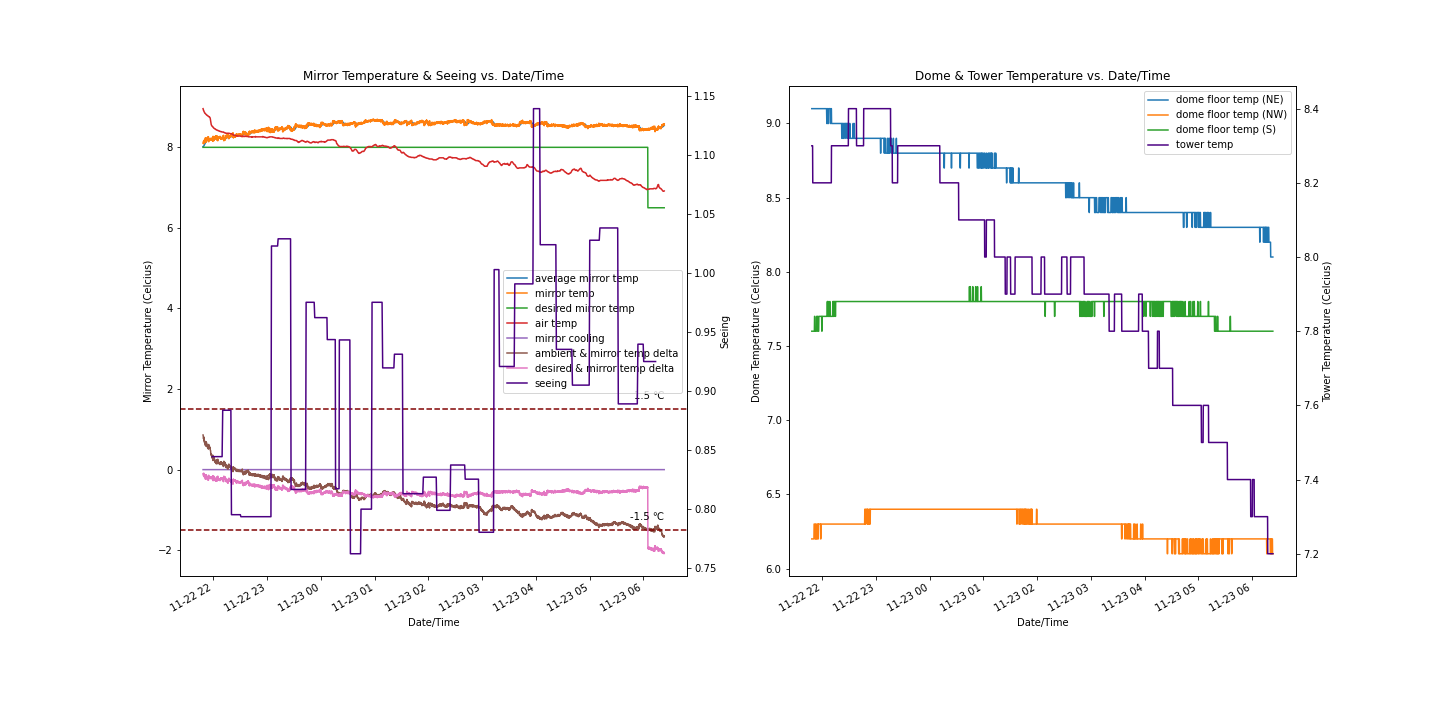 Mirror Temperature & Seeing vs. Date/Time
Mirror Temperature (Celcius)
8
6
4
2
0
−2
1.15
1.10
1.05
1.00
0.95
0.90
0.85
0.80
0.75
Seeing
average mirror temp
mirror temp
desired mirror temp
air temp
mirror cooling
ambient & mirror temp delta
desired & mirror temp delta
seeing
1.5 °C
-1.5 °C
11-22 22
11-22 23
11-23 00
11-23 01
11-23 02
11-23 03
11-23 04
11-23 05
11-23 06
Date/Time
Dome & Tower Temperature vs. Date/Time
Dome Temperature (Celcius)
9.0
8.5
8.0
7.5
7.0
6.5
6.0
dome floor temp (NE)
dome floor temp (NW)
dome floor temp (S)
tower temp
8.4
8.2
8.0
7.8
7.6
7.4
7.2
Tower Temperature (Celcius)
11-22 22
11-22 23
11-23 00
11-23 01
11-23 02
11-23 03
11-23 04
11-23 05
11-23 06
Date/Time